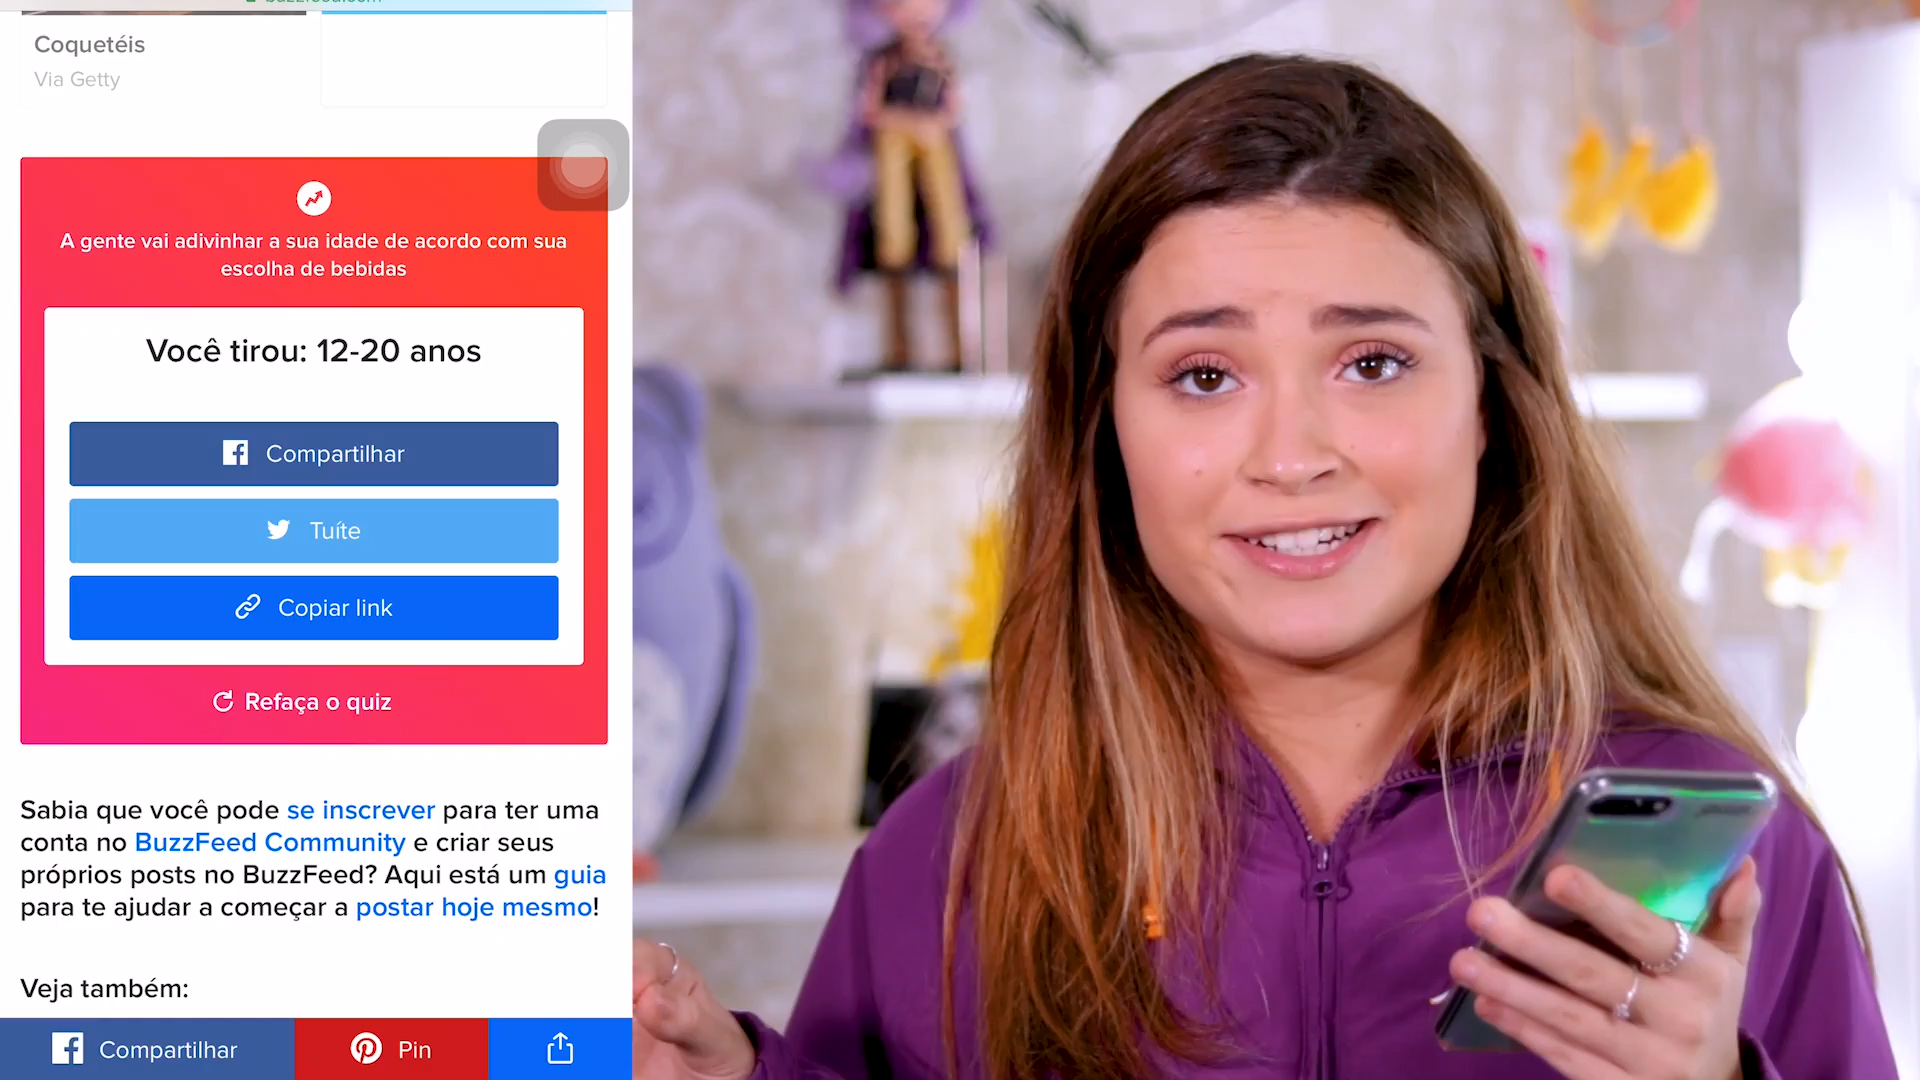 Coquetéis
Via Getty
A gente vai adivinhar a sua idade de acordo com sua
escolha de bebidas
Você tirou: 12-20 anos
Compartilhar
Tuíte
Copiar link
Refaça o quiz
Sabia que você pode se inscrever para ter uma
conta no BuzzFeed Community e criar seus
próprios posts no BuzzFeed? Aqui está um guia
para te ajudar a começar a postar hoje mesmo!
Veja também:
Compartilhar
Pin